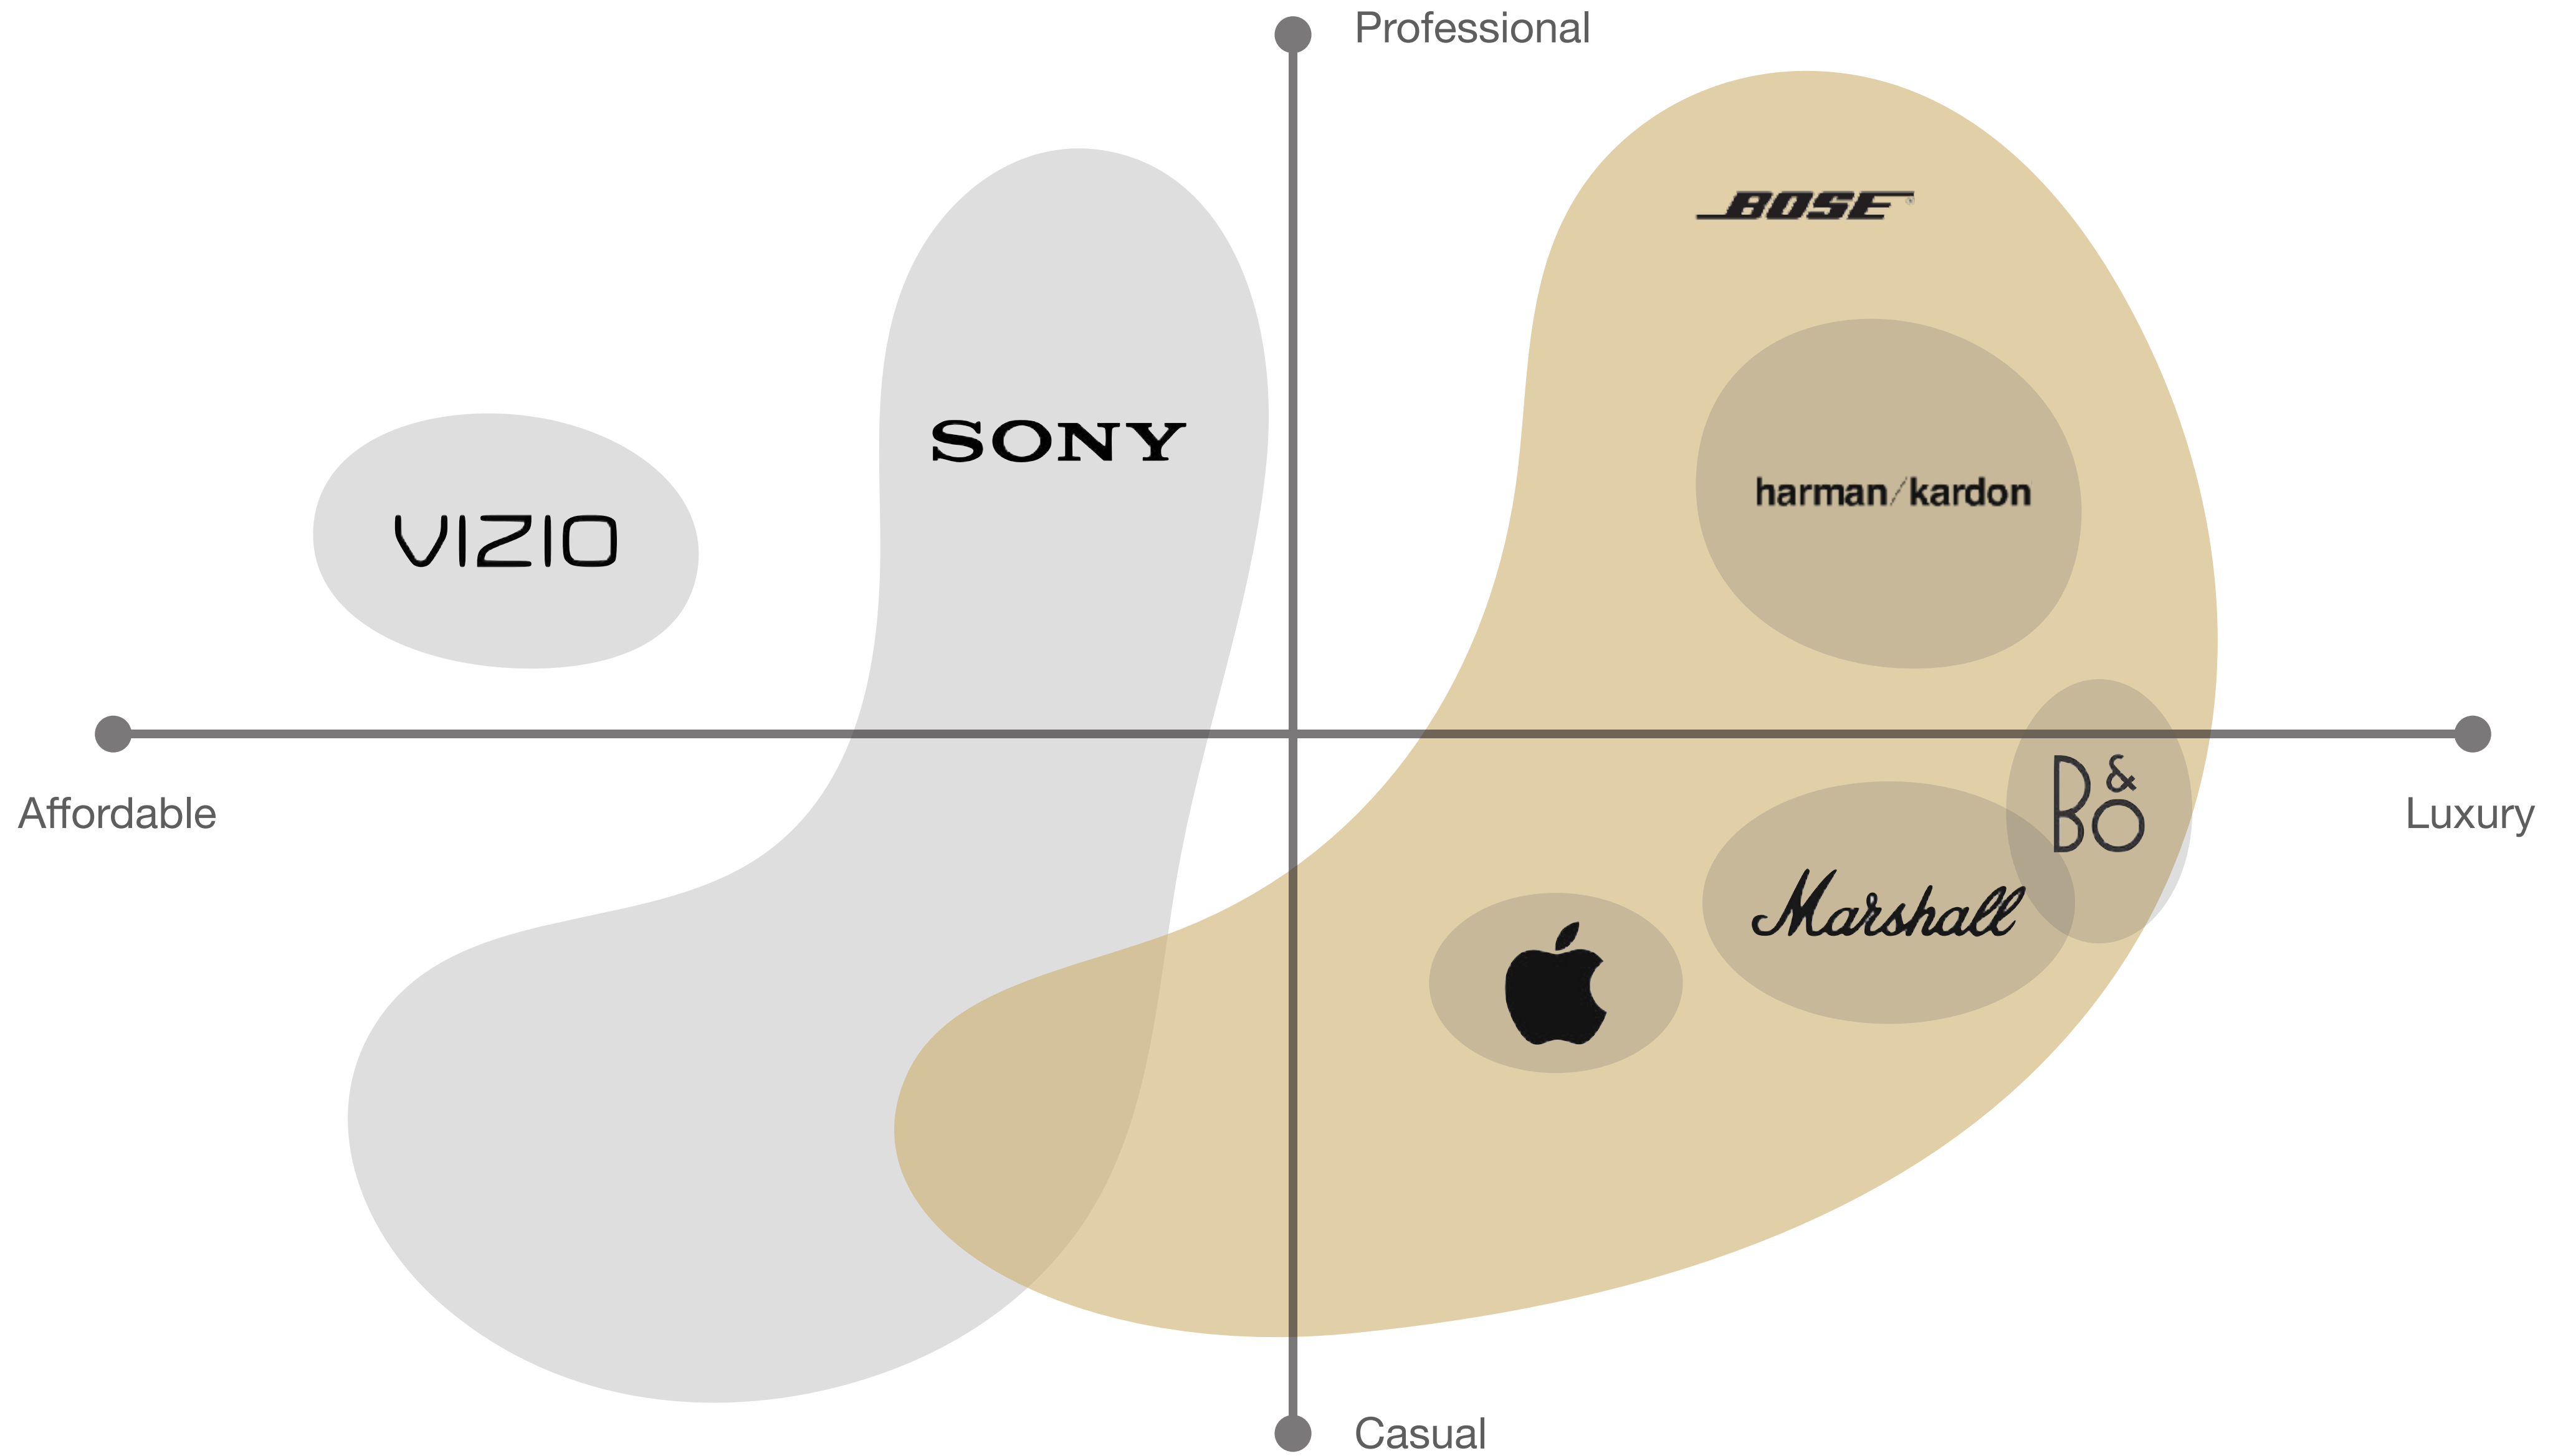 Professional
BOSE
SONY
harman/kardon
VIZIO
Affordable
Luxury
B&O
Marshall
Casual